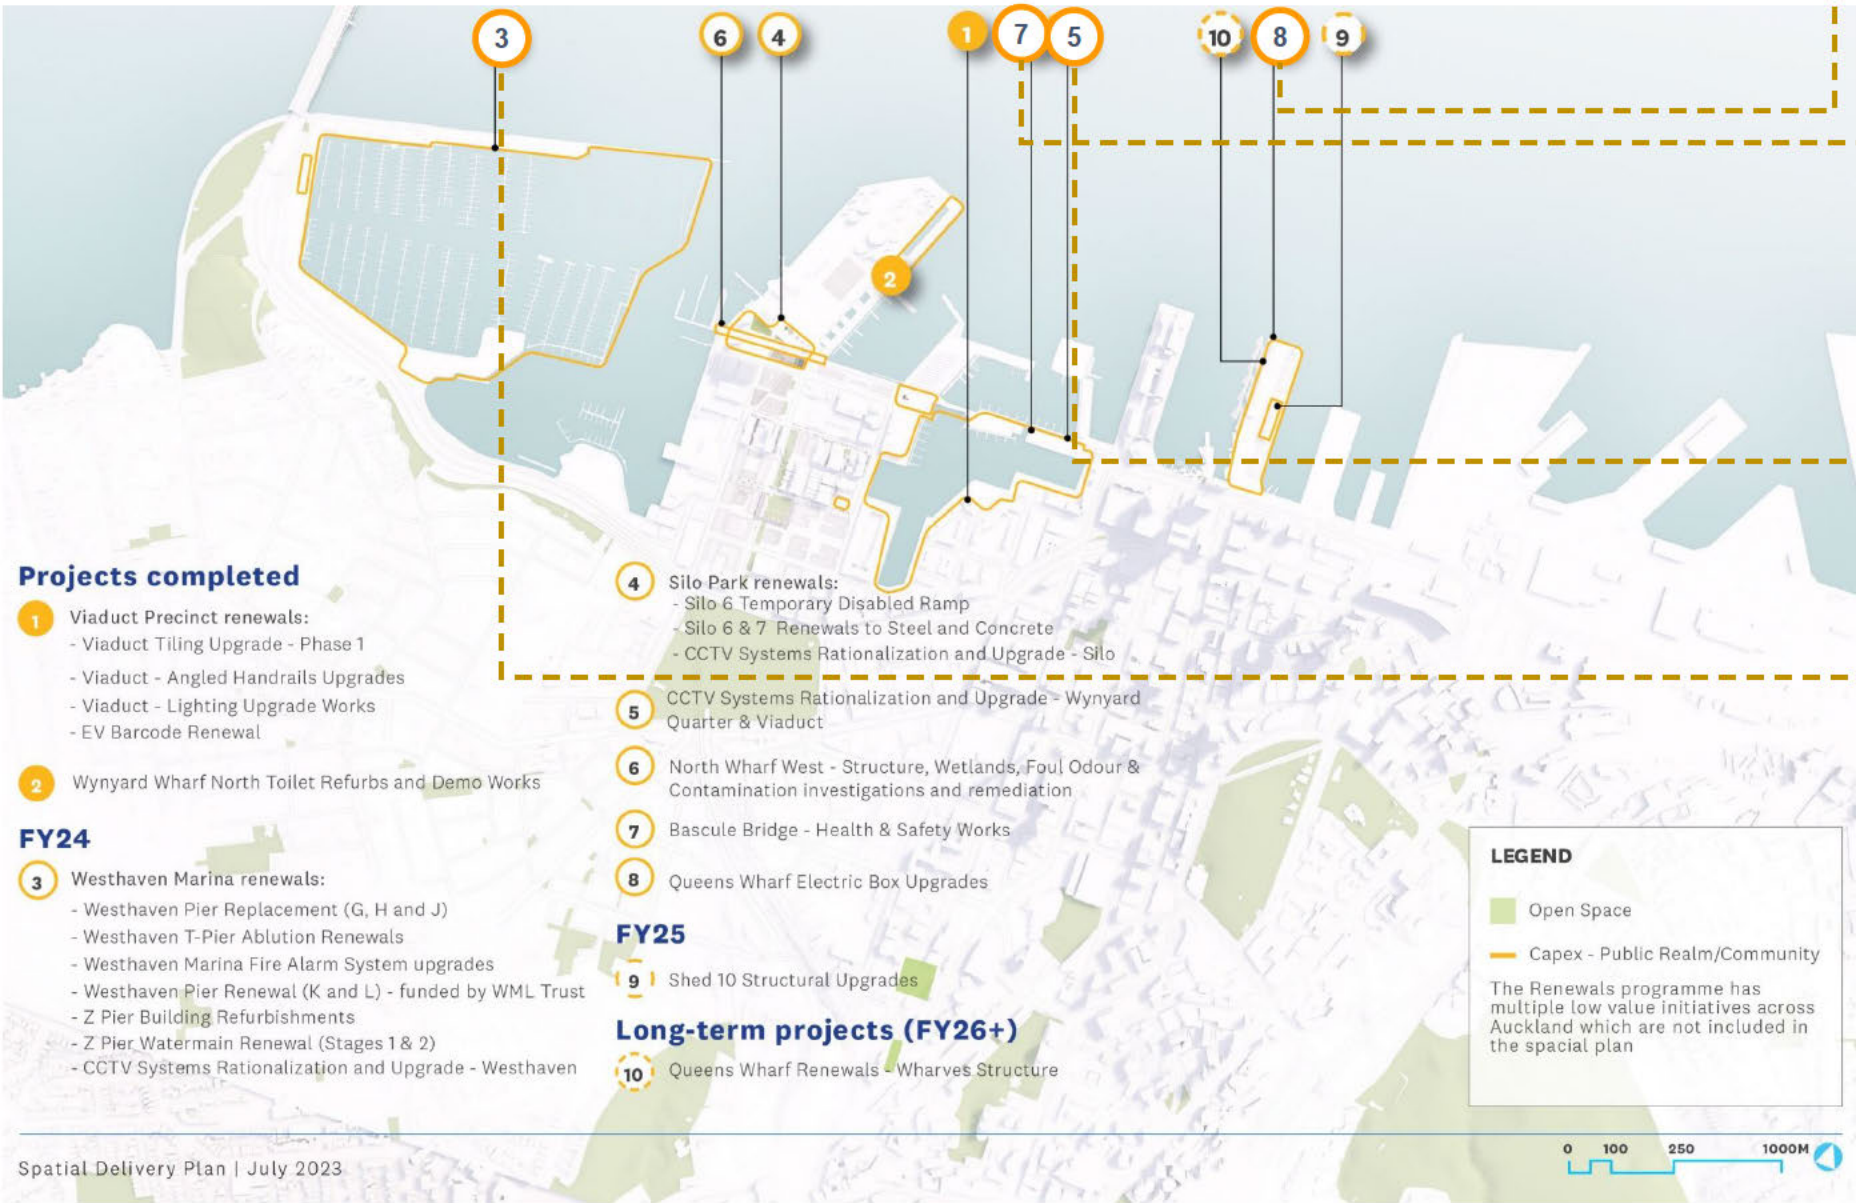 3
6
4
1
7
5
10
8
9
2
Projects completed
1 Viaduct Precinct renewals:
- Viaduct Tiling Upgrade - Phase 1
- Viaduct - Angled Handrails Upgrades
- Viaduct - Lighting Upgrade Works
- EV Barcode Renewal
2 Wynyard Wharf North Toilet Refurbs and Demo Works
FY24
3 Westhaven Marina renewals:
- Westhaven Pier Replacement (G, H and J)
- Westhaven T-Pier Ablution Renewals
- Westhaven Marina Fire Alarm System upgrades
- Westhaven Pier Renewal (K and L) - funded by WML Trust
- Z Pier Building Refurbishments
- Z Pier Watermain Renewal (Stages 1 & 2)
- CCTV Systems Rationalization and Upgrade - Westhaven
4 Silo Park renewals:
- Silo 6 Temporary Disabled Ramp
- Silo 6 & 7 Renewals to Steel and Concrete
- CCTV Systems Rationalization and Upgrade - Silo
5 CCTV Systems Rationalization and Upgrade - Wynyard
Quarter & Viaduct
6 North Wharf West - Structure, Wetlands, Foul Odour &
Contamination investigations and remediation
7 Bascule Bridge - Health & Safety Works
8 Queens Wharf Electric Box Upgrades
FY25
9 Shed 10 Structural Upgrades
Long-term projects (FY26+)
10 Queens Wharf Renewals - Wharves Structure
LEGEND
Open Space
Capex - Public Realm/Community
The Renewals programme has
multiple low value initiatives across
Auckland which are not included in
the spacial plan
Spatial Delivery Plan | July 2023
0 100 250 1000M